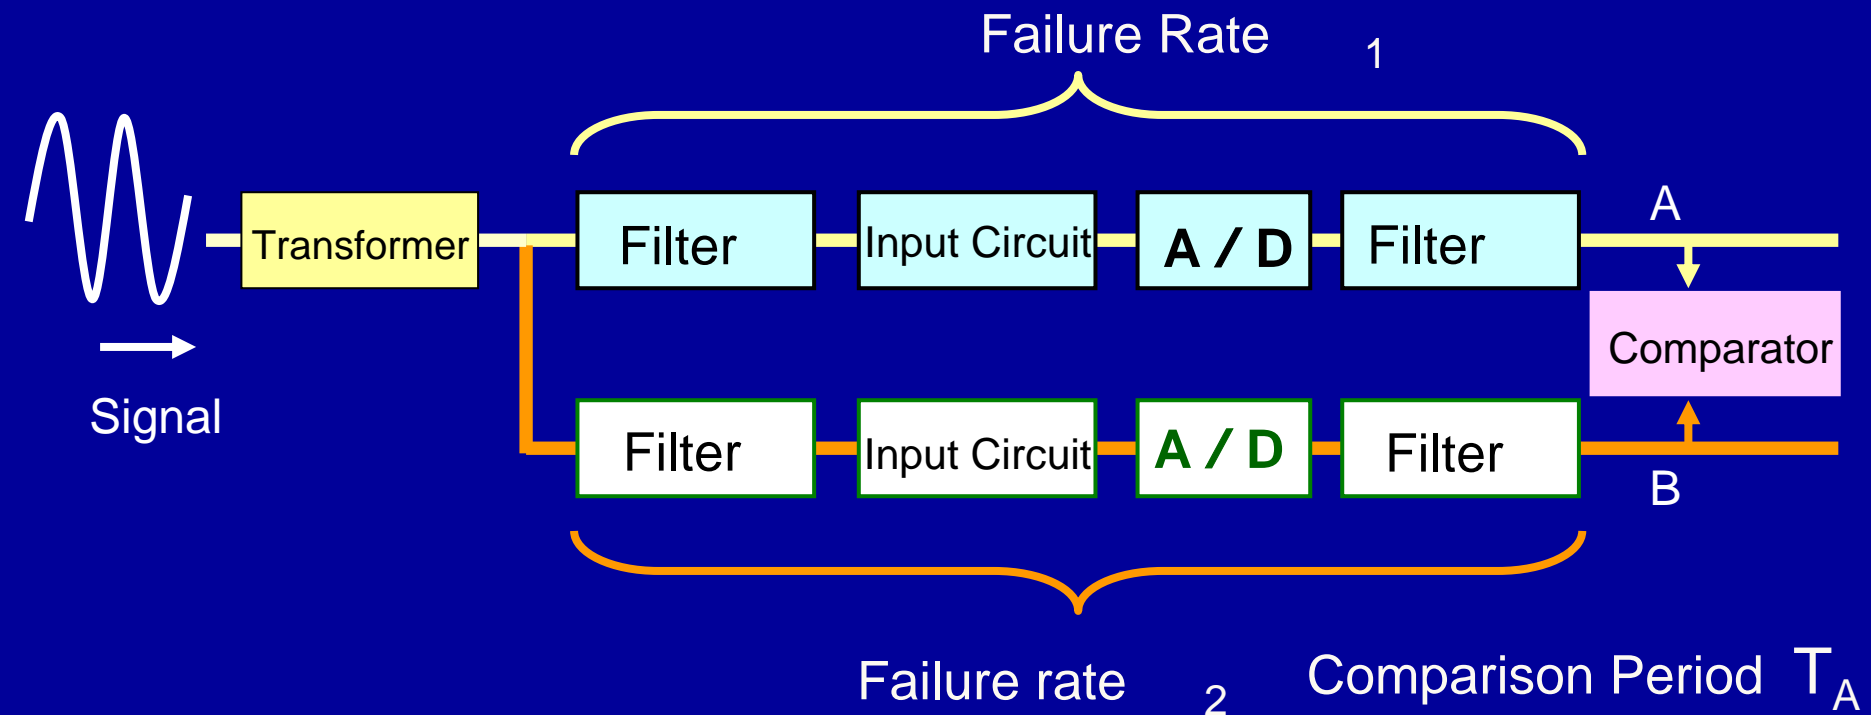 Failure Rate 1
Transformer
Filter
Input Circuit
A / D
Filter
A
Signal
Comparator
Filter
Input Circuit
A / D
Filter
B
Failure rate 2
Comparison Period TA